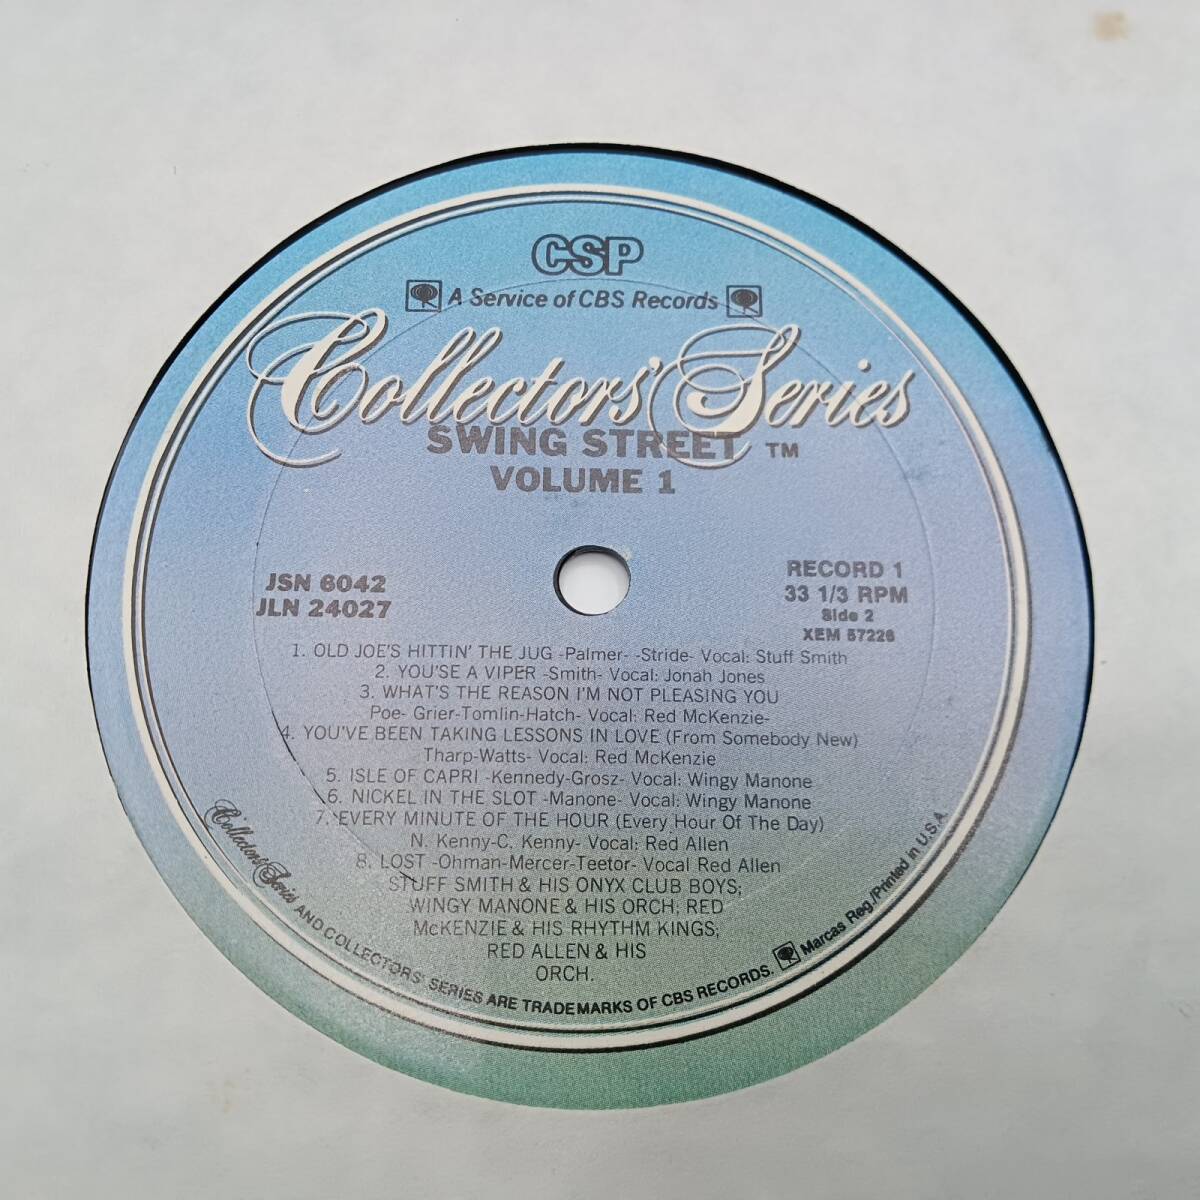 CSP
A Service of CBS Records
Collectors' Series
SWING STREET TM
VOLUME 1
JSN 6042
JLN 24027
RECORD 1
33 1/3 RPM
Side 2
XEM 57226
1. OLD JOE'S HITTIN' THE JUG -Palmer- -Stride- Vocal: Stuff Smith
2. YOU'SE A VIPER -Smith- Vocal: Jonah Jones
3. WHAT'S THE REASON I'M NOT PLEASING YOU
Poe- Grier-Tomlin-Hatch- Vocal: Red McKenzie-
4. YOU'VE BEEN TAKING LESSONS IN LOVE (From Somebody New)
Tharp-Watts- Vocal: Red McKenzie
5. ISLE OF CAPRI -Kennedy-Grosz- Vocal: Wingy Manone
6. NICKEL IN THE SLOT -Manone- Vocal: Wingy Manone
7. EVERY MINUTE OF THE HOUR (Every Hour Of The Day)
N. Kenny-C. Kenny- Vocal: Red Allen
8. LOST -Ohman-Mercer-Teetor- Vocal Red Allen
STUFF SMITH & HIS ONYX CLUB BOYS;
WINGY MANONE & HIS ORCH; RED
McKENZIE & HIS RHYTHM KINGS;
RED ALLEN & HIS
ORCH.
Collectors' Series AND COLLECTORS' SERIES ARE TRADEMARKS OF CBS RECORDS. Marcas Reg./Printed in U.S.A.